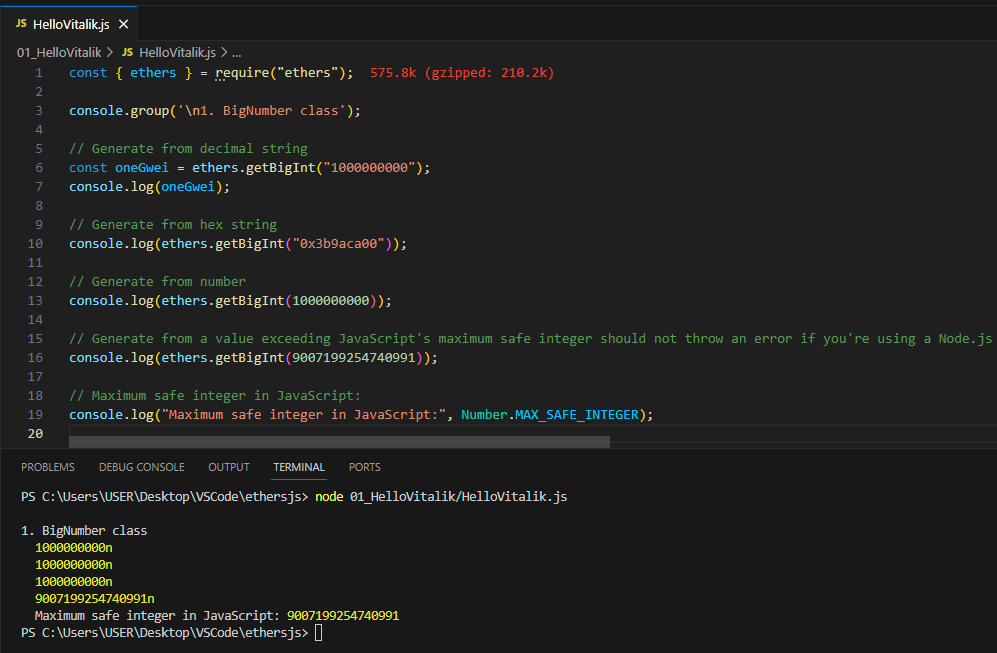 JS HelloVitalik.js ×
01_HelloVitalik > JS HelloVitalik.js > ...
1 const { ethers } = require("ethers"); 575.8k (gzipped: 210.2k)
2
3 console.group('\n1. BigNumber class');
4
5 // Generate from decimal string
6 const oneGwei = ethers.getBigInt("1000000000");
7 console.log(oneGwei);
8
9 // Generate from hex string
10 console.log(ethers.getBigInt("0x3b9aca00"));
11
12 // Generate from number
13 console.log(ethers.getBigInt(1000000000));
14
15 // Generate from a value exceeding JavaScript's maximum safe integer should not throw an error if you're using a Node.js
16 console.log(ethers.getBigInt(9007199254740991));
17
18 // Maximum safe integer in JavaScript:
19 console.log("Maximum safe integer in JavaScript:", Number.MAX_SAFE_INTEGER);
20
PROBLEMS DEBUG CONSOLE OUTPUT TERMINAL PORTS
PS C:\Users\USER\Desktop\VSCode\ethersjs> node 01_HelloVitalik/HelloVitalik.js
1. BigNumber class
1000000000n
1000000000n
1000000000n
9007199254740991n
Maximum safe integer in JavaScript: 9007199254740991
PS C:\Users\USER\Desktop\VSCode\ethersjs>